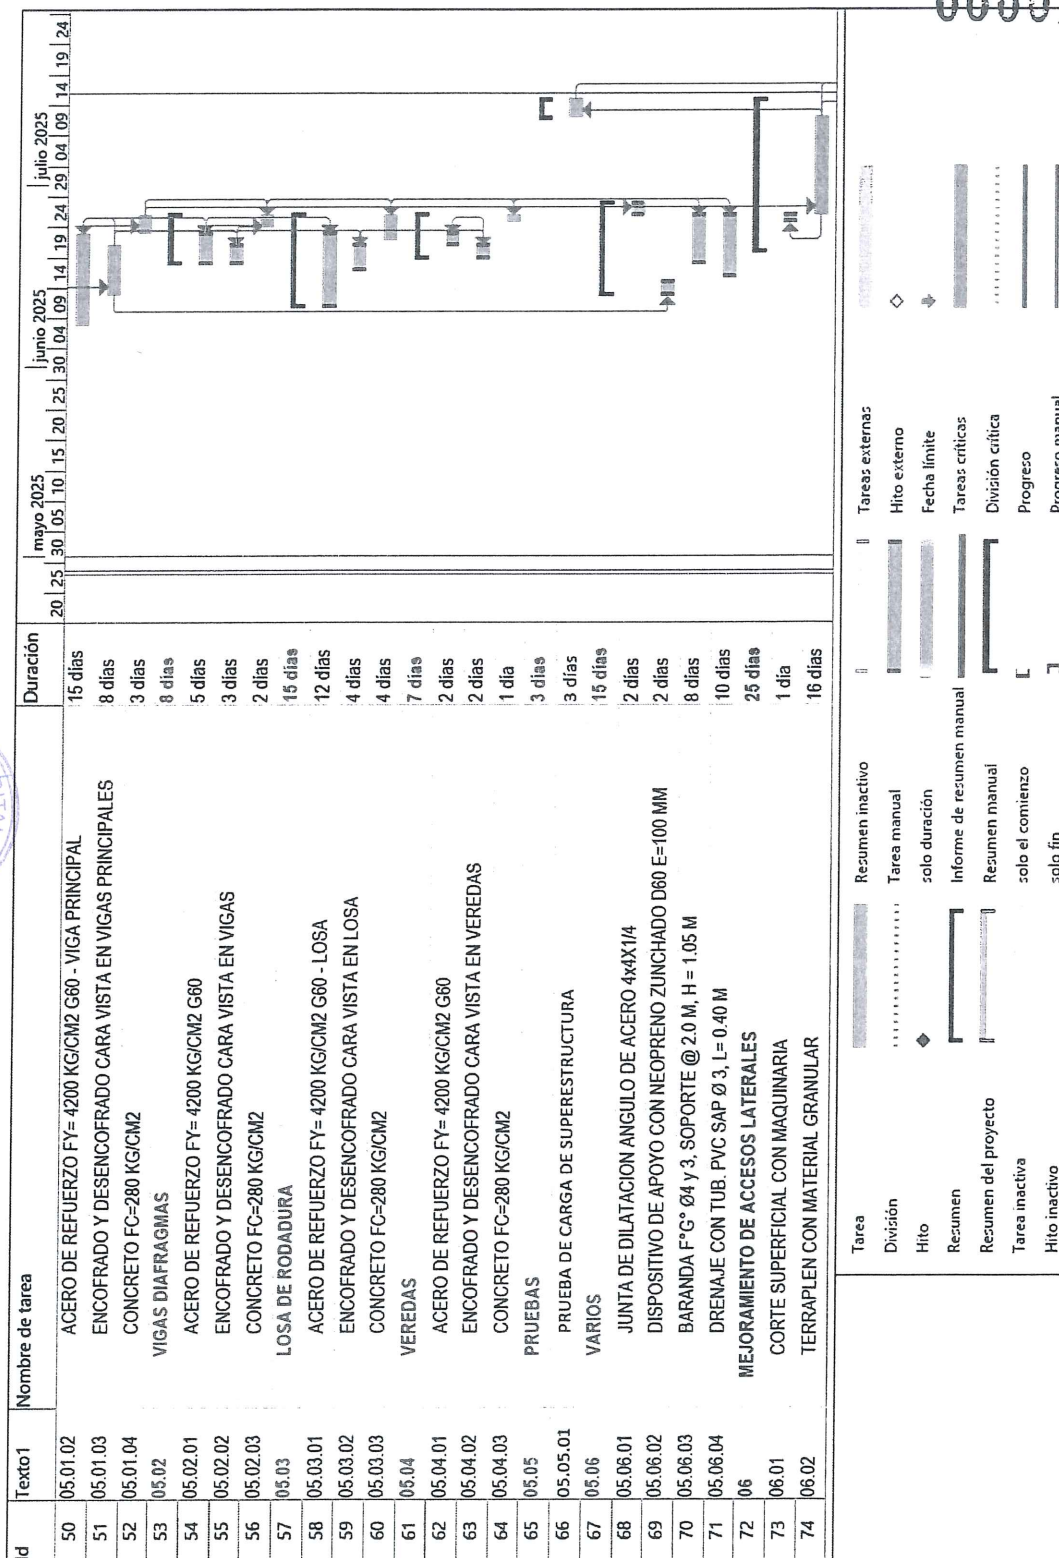 Id Texto1 Nombre de tarea Duración mayo 2025 junio 2025 julio 2025
20 25 30 05 10 15 20 25 30 04 09 14 19 24 29 04 09 14 19 24
50 05.01.02 ACERO DE REFUERZO FY= 4200 KG/CM2 G60 - VIGA PRINCIPAL 15 días
51 05.01.03 ENCOFRADO Y DESENCOFRADO CARA VISTA EN VIGAS PRINCIPALES 8 días
52 05.01.04 CONCRETO FC=280 KG/CM2 3 días
53 05.02 VIGAS DIAFRAGMAS 8 días
54 05.02.01 ACERO DE REFUERZO FY= 4200 KG/CM2 G60 5 días
55 05.02.02 ENCOFRADO Y DESENCOFRADO CARA VISTA EN VIGAS 3 días
56 05.02.03 CONCRETO FC=280 KG/CM2 2 días
57 05.03 LOSA DE RODADURA 15 días
58 05.03.01 ACERO DE REFUERZO FY= 4200 KG/CM2 G60 - LOSA 12 días
59 05.03.02 ENCOFRADO Y DESENCOFRADO CARA VISTA EN LOSA 4 días
60 05.03.03 CONCRETO FC=280 KG/CM2 4 días
61 05.04 VEREDAS 7 días
62 05.04.01 ACERO DE REFUERZO FY= 4200 KG/CM2 G60 2 días
63 05.04.02 ENCOFRADO Y DESENCOFRADO CARA VISTA EN VEREDAS 2 días
64 05.04.03 CONCRETO FC=280 KG/CM2 1 día
65 05.05 PRUEBAS 3 días
66 05.05.01 PRUEBA DE CARGA DE SUPERESTRUCTURA 3 días
67 05.06 VARIOS 15 días
68 05.06.01 JUNTA DE DILATACION ANGULO DE ACERO 4x4X1/4 2 días
69 05.06.02 DISPOSITIVO DE APOYO CON NEOPRENO ZUNCHADO D60 E=100 MM 2 días
70 05.06.03 BARANDA F°G° Ø4 y 3, SOPORTE @ 2.0 M, H = 1.05 M 8 días
71 05.06.04 DRENAJE CON TUB. PVC SAP Ø 3, L= 0.40 M 10 días
72 06 MEJORAMIENTO DE ACCESOS LATERALES 25 días
73 06.01 CORTE SUPERFICIAL CON MAQUINARIA 1 día
74 06.02 TERRAPLEN CON MATERIAL GRANULAR 16 días
Tarea Resumen inactivo Tareas externas
División Tarea manual Hito externo
Hito solo duración Fecha límite
Resumen Informe de resumen manual Tareas críticas
Resumen del proyecto Resumen manual División crítica
Tarea inactiva solo el comienzo Progreso
Hito inactivo solo fin Progreso manual